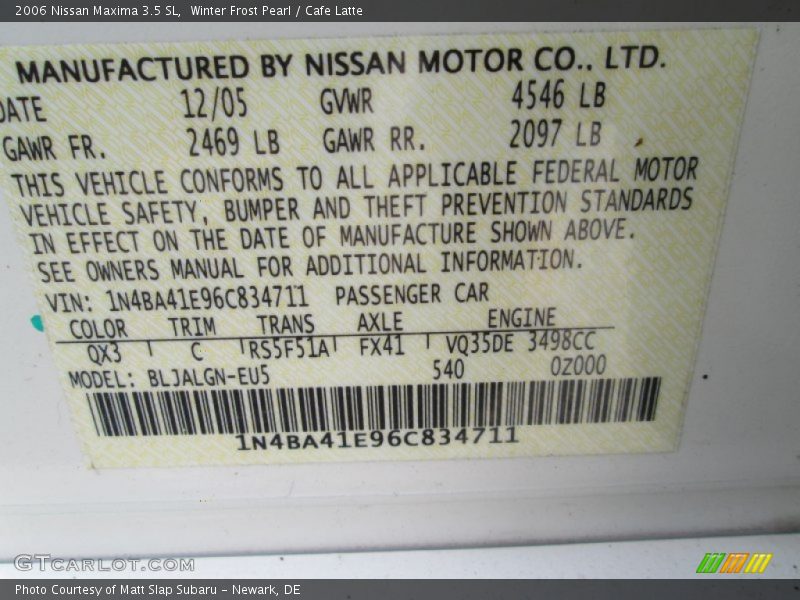 2006 Nissan Maxima 3.5 SL,  Winter Frost Pearl / Cafe Latte
MANUFACTURED BY NISSAN MOTOR CO., LTD.
DATE 12/05 GVWR 4546 LB
GAWR FR. 2469 LB GAWR RR. 2097 LB
THIS VEHICLE CONFORMS TO ALL APPLICABLE FEDERAL MOTOR
VEHICLE SAFETY, BUMPER AND THEFT PREVENTION STANDARDS
IN EFFECT ON THE DATE OF MANUFACTURE SHOWN ABOVE.
SEE OWNERS MANUAL FOR ADDITIONAL INFORMATION.
VIN: 1N4BA41E96C834711 PASSENGER CAR
COLOR TRIM TRANS AXLE ENGINE
QX3 C RS5F51A FX41 VQ35DE 3498CC
MODEL: BLJALGN-EU5 540 0Z000
1N4BA41E96C834711
GTCARLOT.COM
Photo Courtesy of Matt Slap Subaru – Newark, DE